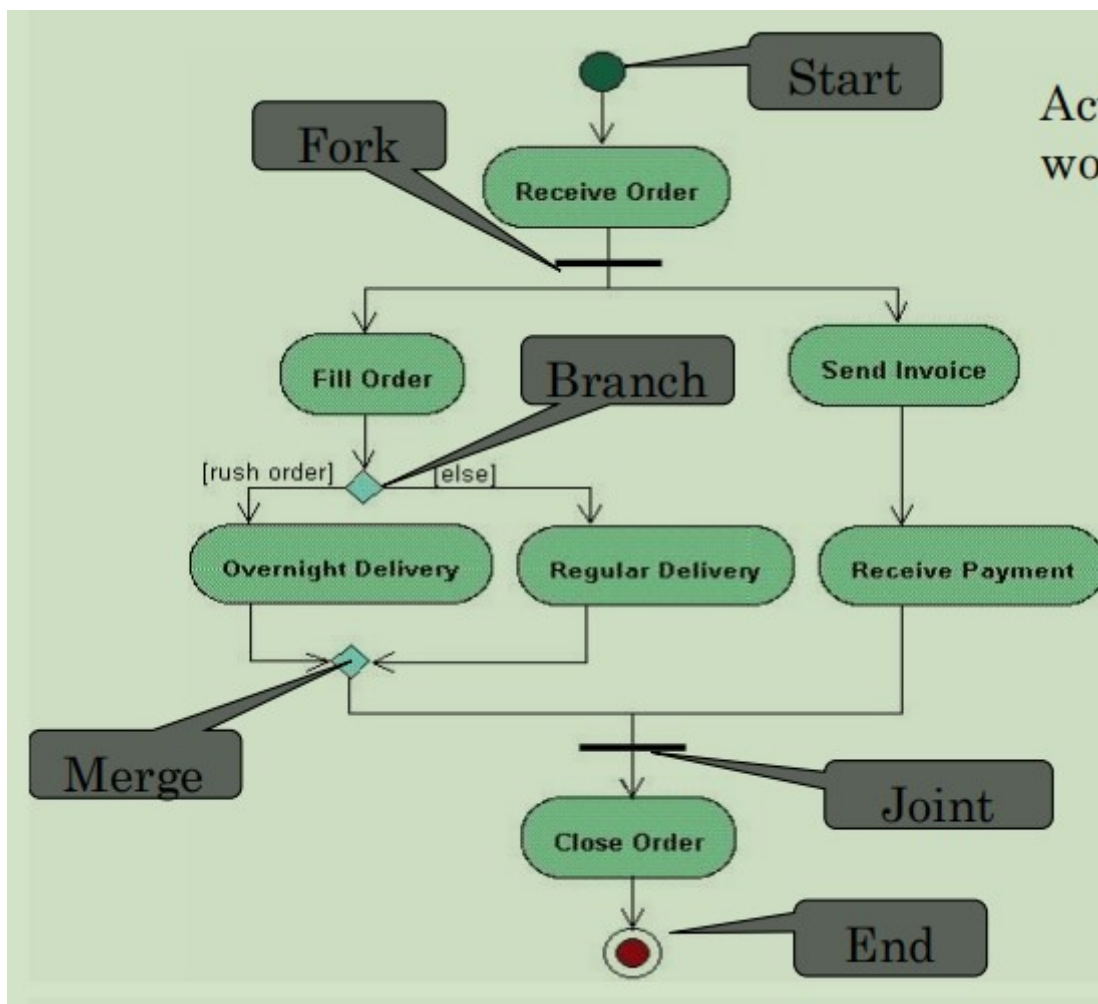 Start
Ac
wo
Fork
Receive Order
Fill Order
Branch
Send Invoice
[rush order]
[else]
Overnight Delivery
Regular Delivery
Receive Payment
Merge
Joint
Close Order
End